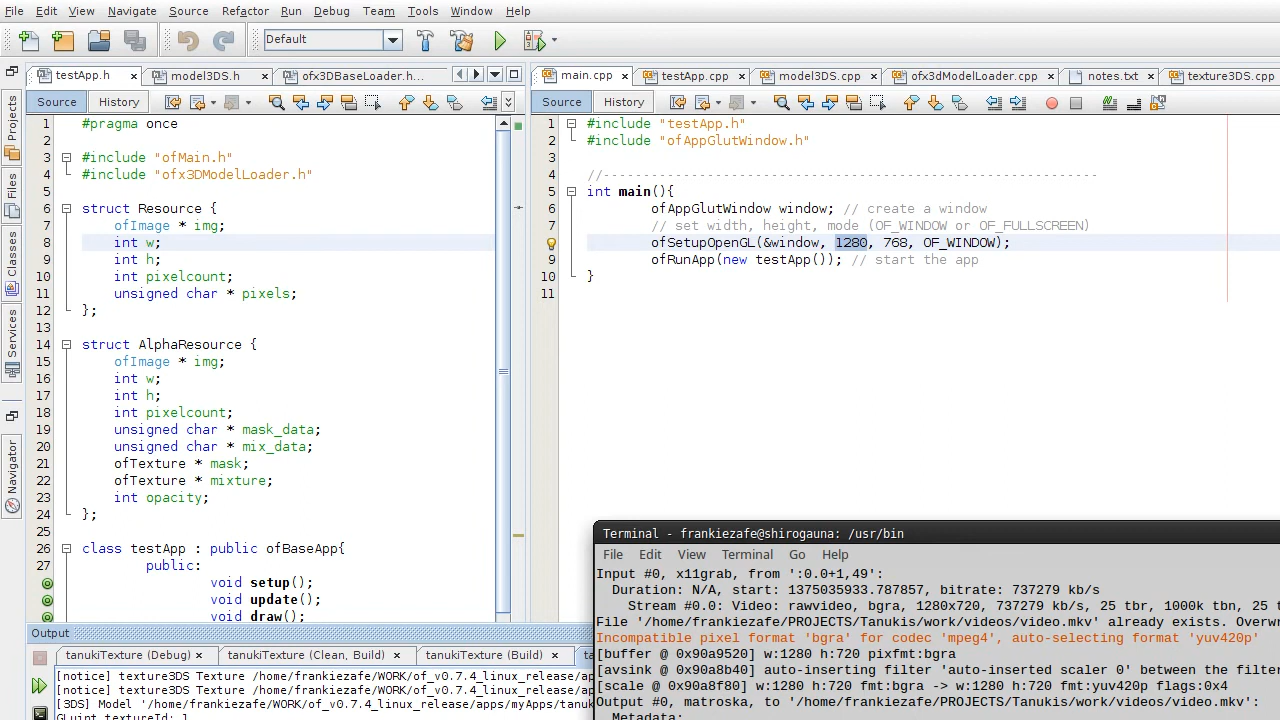 File Edit View Navigate Source Refactor Run Debug Team Tools Window Help
Default
testApp.h model3DS.h ofx3DBaseLoader.h...
Source History
Projects
Files
Classes
Services
Navigator
1 #pragma once
2
3 #include "ofMain.h"
4 #include "ofx3DModelLoader.h"
5
6 struct Resource {
7 ofImage * img;
8 int w;
9 int h;
10 int pixelcount;
11 unsigned char * pixels;
12 };
13
14 struct AlphaResource {
15 ofImage * img;
16 int w;
17 int h;
18 int pixelcount;
19 unsigned char * mask_data;
20 unsigned char * mix_data;
21 ofTexture * mask;
22 ofTexture * mixture;
23 int opacity;
24 };
25
26 class testApp : public ofBaseApp{
27 public:
void setup();
void update();
void draw();
main.cpp testApp.cpp model3DS.cpp ofx3dModelLoader.cpp notes.txt texture3DS.cpp
Source History
1 #include "testApp.h"
2 #include "ofAppGlutWindow.h"
3
4 //--------------------------------------------------------------
5 int main(){
6 ofAppGlutWindow window; // create a window
7 // set width, height, mode (OF_WINDOW or OF_FULLSCREEN)
8 ofSetupOpenGL(&window, 1280, 768, OF_WINDOW);
9 ofRunApp(new testApp()); // start the app
10 }
11
Output
tanukiTexture (Debug) tanukiTexture (Clean, Build) tanukiTexture (Build)
[notice] texture3DS Texture /home/frankiezafe/WORK/of_v0.7.4_linux_release/app
[notice] texture3DS Texture /home/frankiezafe/WORK/of_v0.7.4_linux_release/app
[3DS] Model '/home/frankiezafe/WORK/of_v0.7.4_linux_release/apps/myApps/tanuk
GLuint textureId: 1
Terminal - frankiezafe@shirogauna: /usr/bin
File Edit View Terminal Go Help
Input #0, x11grab, from ':0.0+1,49':
Duration: N/A, start: 1375035933.787857, bitrate: 737279 kb/s
Stream #0.0: Video: rawvideo, bgra, 1280x720, 737279 kb/s, 25 tbr, 1000k tbn, 25 t
File '/home/frankiezafe/PROJECTS/Tanukis/work/videos/video.mkv' already exists. Overwr
Incompatible pixel format 'bgra' for codec 'mpeg4', auto-selecting format 'yuv420p'
[buffer @ 0x90a9520] w:1280 h:720 pixfmt:bgra
[avsink @ 0x90a8b40] auto-inserting filter 'auto-inserted scaler 0' between the filter
[scale @ 0x90a8f80] w:1280 h:720 fmt:bgra -> w:1280 h:720 fmt:yuv420p flags:0x4
Output #0, matroska, to '/home/frankiezafe/PROJECTS/Tanukis/work/videos/video.mkv':
Metadata: